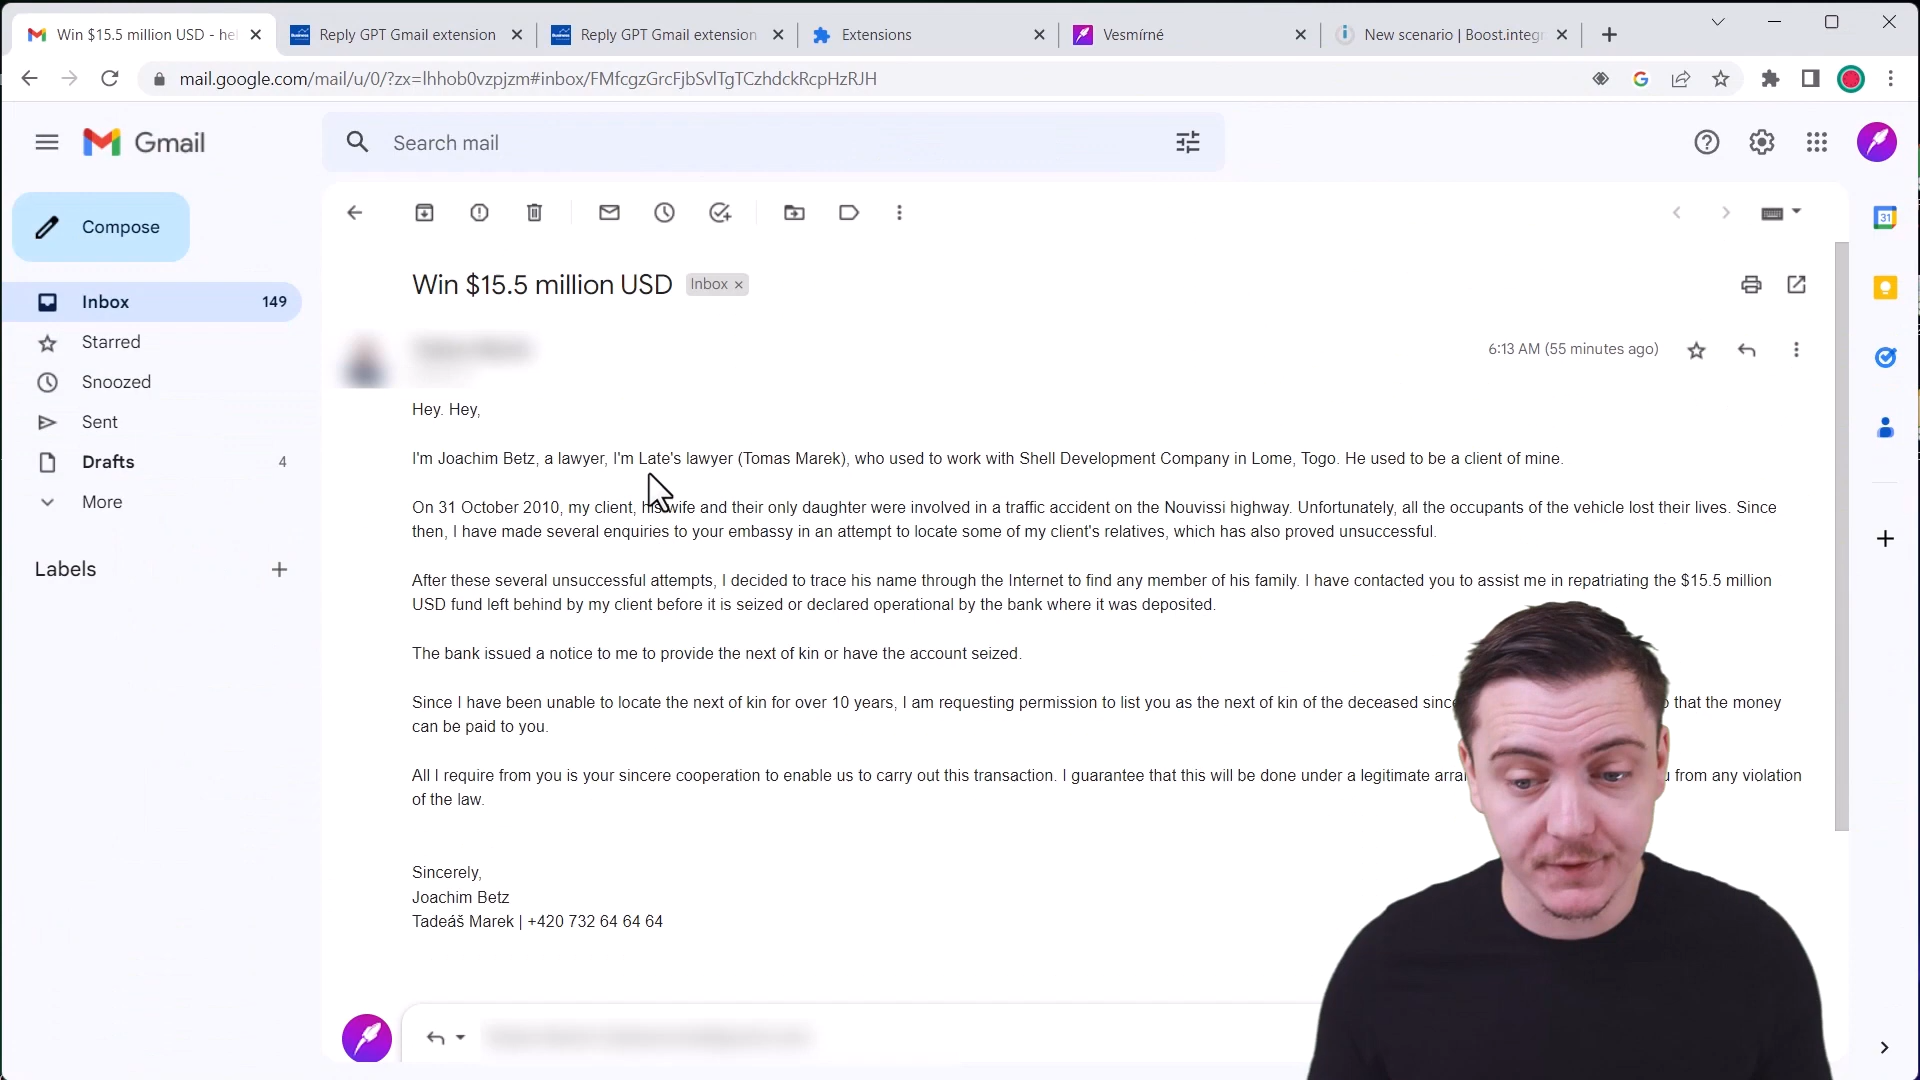 Win $15.5 million USD - hel
Reply GPT Gmail extension
Reply GPT Gmail extension
Extensions
Vesmírné
New scenario | Boost.integr
mail.google.com/mail/u/0/?zx=lhhob0vzpjzm#inbox/FMfcgzGrcFjbSvlTgTCzhdckRcpHzRJH
Gmail
Search mail
Compose
Inbox 149
Starred
Snoozed
Sent
Drafts 4
More
Labels
31
Win $15.5 million USD Inbox ×
6:13 AM (55 minutes ago)
Hey. Hey,
I'm Joachim Betz, a lawyer, I'm Late's lawyer (Tomas Marek), who used to work with Shell Development Company in Lome, Togo. He used to be a client of mine.
On 31 October 2010, my client, his wife and their only daughter were involved in a traffic accident on the Nouvissi highway. Unfortunately, all the occupants of the vehicle lost their lives. Since
then, I have made several enquiries to your embassy in an attempt to locate some of my client's relatives, which has also proved unsuccessful.
After these several unsuccessful attempts, I decided to trace his name through the Internet to find any member of his family. I have contacted you to assist me in repatriating the $15.5 million
USD fund left behind by my client before it is seized or declared operational by the bank where it was deposited.
The bank issued a notice to me to provide the next of kin or have the account seized.
Since I have been unable to locate the next of kin for over 10 years, I am requesting permission to list you as the next of kin of the deceased that the money
can be paid to you.
All I require from you is your sincere cooperation to enable us to carry out this transaction. I guarantee that this will be done under a legitimate from any violation
of the law.
Sincerely,
Joachim Betz
Tadeáš Marek | +420 732 64 64 64